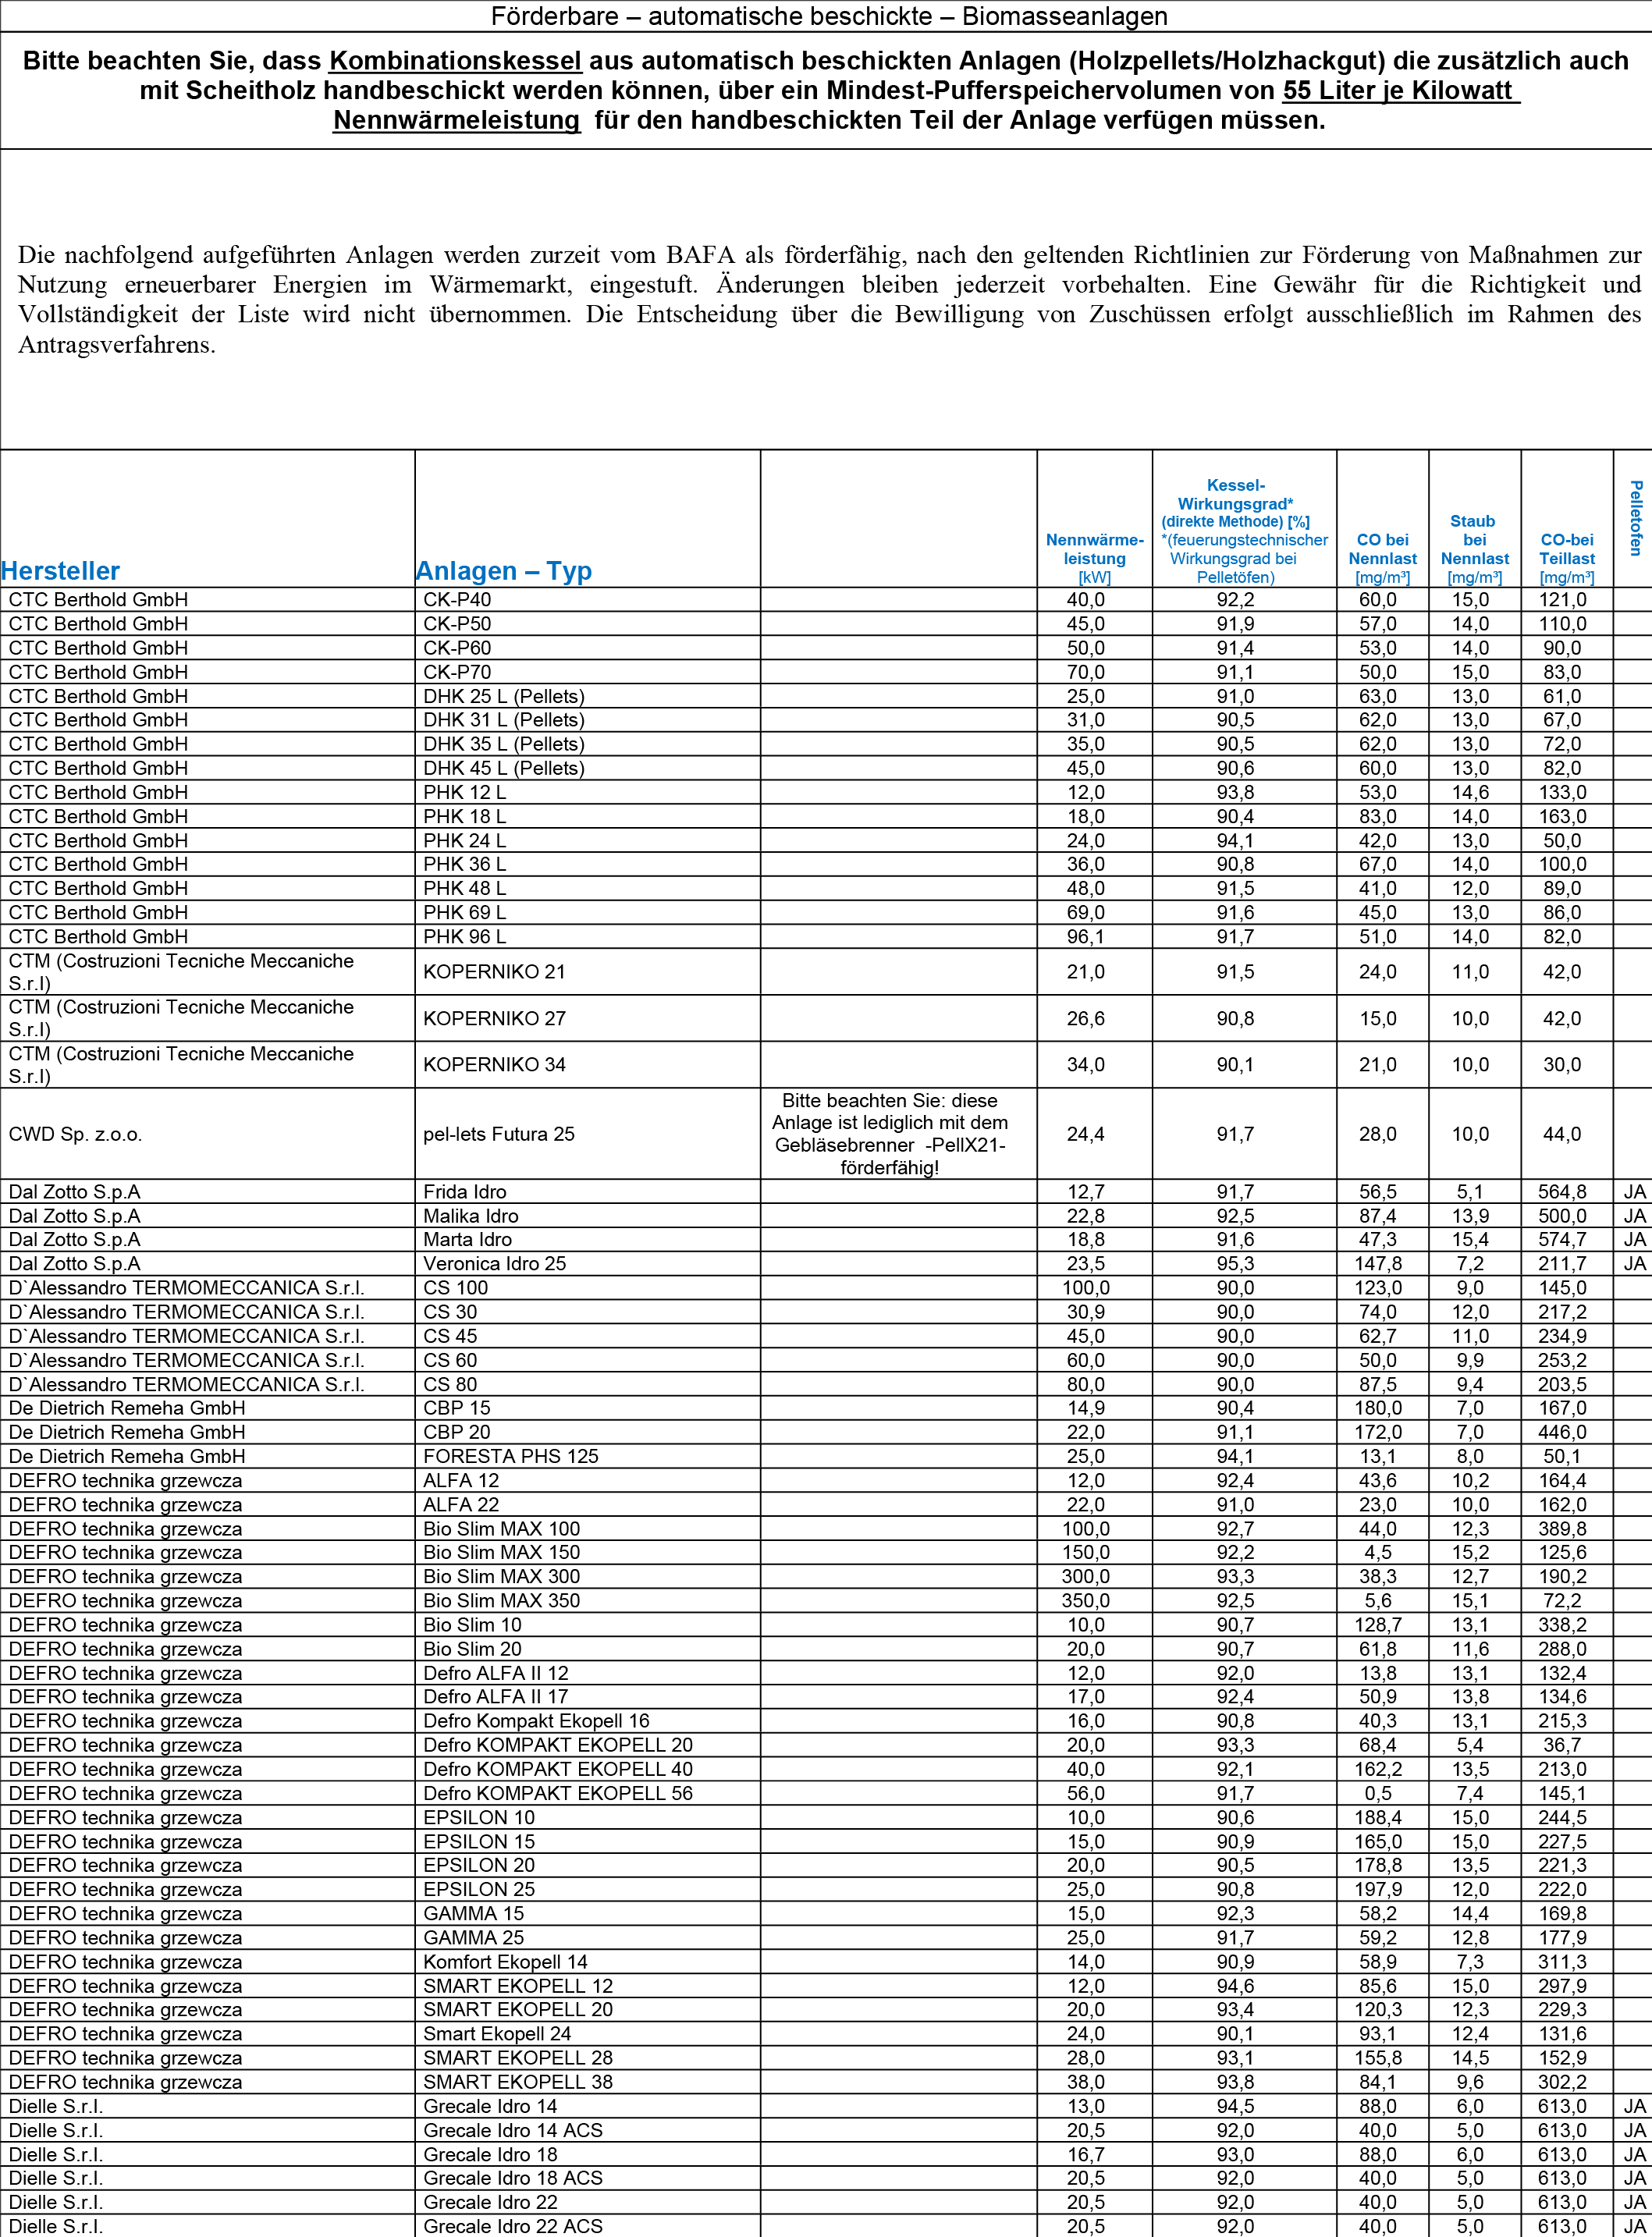 Förderbare – automatische beschickte – Biomasseanlagen
Bitte beachten Sie, dass Kombinationskessel aus automatisch beschickten Anlagen (Holzpellets/Holzhackgut) die zusätzlich auch
mit Scheitholz handbeschickt werden können, über ein Mindest-Pufferspeichervolumen von 55 Liter je Kilowatt
Nennwärmeleistung für den handbeschickten Teil der Anlage verfügen müssen.
Die nachfolgend aufgeführten Anlagen werden zurzeit vom BAFA als förderfähig, nach den geltenden Richtlinien zur Förderung von Maßnahmen zur
Nutzung erneuerbarer Energien im Wärmemarkt, eingestuft. Änderungen bleiben jederzeit vorbehalten. Eine Gewähr für die Richtigkeit und
Vollständigkeit der Liste wird nicht übernommen. Die Entscheidung über die Bewilligung von Zuschüssen erfolgt ausschließlich im Rahmen des
Antragsverfahrens.
Hersteller Anlagen – Typ
Nennwärme-
leistung
[kW]
Kessel-
Wirkungsgrad*
(direkte Methode) [%]
*(feuerungstechnischer
Wirkungsgrad bei
Pelletöfen)
CO bei
Nennlast
[mg/m³]
Staub
bei
Nennlast
[mg/m³]
CO-bei
Teillast
[mg/m³]
Pelletofen
CTC Berthold GmbH CK-P40 40,0 92,2 60,0 15,0 121,0
CTC Berthold GmbH CK-P50 45,0 91,9 57,0 14,0 110,0
CTC Berthold GmbH CK-P60 50,0 91,4 53,0 14,0 90,0
CTC Berthold GmbH CK-P70 70,0 91,1 50,0 15,0 83,0
CTC Berthold GmbH DHK 25 L (Pellets) 25,0 91,0 63,0 13,0 61,0
CTC Berthold GmbH DHK 31 L (Pellets) 31,0 90,5 62,0 13,0 67,0
CTC Berthold GmbH DHK 35 L (Pellets) 35,0 90,5 62,0 13,0 72,0
CTC Berthold GmbH DHK 45 L (Pellets) 45,0 90,6 60,0 13,0 82,0
CTC Berthold GmbH PHK 12 L 12,0 93,8 53,0 14,6 133,0
CTC Berthold GmbH PHK 18 L 18,0 90,4 83,0 14,0 163,0
CTC Berthold GmbH PHK 24 L 24,0 94,1 42,0 13,0 50,0
CTC Berthold GmbH PHK 36 L 36,0 90,8 67,0 14,0 100,0
CTC Berthold GmbH PHK 48 L 48,0 91,5 41,0 12,0 89,0
CTC Berthold GmbH PHK 69 L 69,0 91,6 45,0 13,0 86,0
CTC Berthold GmbH PHK 96 L 96,1 91,7 51,0 14,0 82,0
CTM (Costruzioni Tecniche Meccaniche
S.r.l) KOPERNIKO 21 21,0 91,5 24,0 11,0 42,0
CTM (Costruzioni Tecniche Meccaniche
S.r.l) KOPERNIKO 27 26,6 90,8 15,0 10,0 42,0
CTM (Costruzioni Tecniche Meccaniche
S.r.l) KOPERNIKO 34 34,0 90,1 21,0 10,0 30,0
CWD Sp. z.o.o. pel-lets Futura 25
Bitte beachten Sie: diese
Anlage ist lediglich mit dem
Gebläsebrenner -PellX21-
förderfähig!
24,4 91,7 28,0 10,0 44,0
Dal Zotto S.p.A Frida Idro 12,7 91,7 56,5 5,1 564,8 JA
Dal Zotto S.p.A Malika Idro 22,8 92,5 87,4 13,9 500,0 JA
Dal Zotto S.p.A Marta Idro 18,8 91,6 47,3 15,4 574,7 JA
Dal Zotto S.p.A Veronica Idro 25 23,5 95,3 147,8 7,2 211,7 JA
D`Alessandro TERMOMECCANICA S.r.l. CS 100 100,0 90,0 123,0 9,0 145,0
D`Alessandro TERMOMECCANICA S.r.l. CS 30 30,9 90,0 74,0 12,0 217,2
D`Alessandro TERMOMECCANICA S.r.l. CS 45 45,0 90,0 62,7 11,0 234,9
D`Alessandro TERMOMECCANICA S.r.l. CS 60 60,0 90,0 50,0 9,9 253,2
D`Alessandro TERMOMECCANICA S.r.l. CS 80 80,0 90,0 87,5 9,4 203,5
De Dietrich Remeha GmbH CBP 15 14,9 90,4 180,0 7,0 167,0
De Dietrich Remeha GmbH CBP 20 22,0 91,1 172,0 7,0 446,0
De Dietrich Remeha GmbH FORESTA PHS 125 25,0 94,1 13,1 8,0 50,1
DEFRO technika grzewcza ALFA 12 12,0 92,4 43,6 10,2 164,4
DEFRO technika grzewcza ALFA 22 22,0 91,0 23,0 10,0 162,0
DEFRO technika grzewcza Bio Slim MAX 100 100,0 92,7 44,0 12,3 389,8
DEFRO technika grzewcza Bio Slim MAX 150 150,0 92,2 4,5 15,2 125,6
DEFRO technika grzewcza Bio Slim MAX 300 300,0 93,3 38,3 12,7 190,2
DEFRO technika grzewcza Bio Slim MAX 350 350,0 92,5 5,6 15,1 72,2
DEFRO technika grzewcza Bio Slim 10 10,0 90,7 128,7 13,1 338,2
DEFRO technika grzewcza Bio Slim 20 20,0 90,7 61,8 11,6 288,0
DEFRO technika grzewcza Defro ALFA II 12 12,0 92,0 13,8 13,1 132,4
DEFRO technika grzewcza Defro ALFA II 17 17,0 92,4 50,9 13,8 134,6
DEFRO technika grzewcza Defro Kompakt Ekopell 16 16,0 90,8 40,3 13,1 215,3
DEFRO technika grzewcza Defro KOMPAKT EKOPELL 20 20,0 93,3 68,4 5,4 36,7
DEFRO technika grzewcza Defro KOMPAKT EKOPELL 40 40,0 92,1 162,2 13,5 213,0
DEFRO technika grzewcza Defro KOMPAKT EKOPELL 56 56,0 91,7 0,5 7,4 145,1
DEFRO technika grzewcza EPSILON 10 10,0 90,6 188,4 15,0 244,5
DEFRO technika grzewcza EPSILON 15 15,0 90,9 165,0 15,0 227,5
DEFRO technika grzewcza EPSILON 20 20,0 90,5 178,8 13,5 221,3
DEFRO technika grzewcza EPSILON 25 25,0 90,8 197,9 12,0 222,0
DEFRO technika grzewcza GAMMA 15 15,0 92,3 58,2 14,4 169,8
DEFRO technika grzewcza GAMMA 25 25,0 91,7 59,2 12,8 177,9
DEFRO technika grzewcza Komfort Ekopell 14 14,0 90,9 58,9 7,3 311,3
DEFRO technika grzewcza SMART EKOPELL 12 12,0 94,6 85,6 15,0 297,9
DEFRO technika grzewcza SMART EKOPELL 20 20,0 93,4 120,3 12,3 229,3
DEFRO technika grzewcza Smart Ekopell 24 24,0 90,1 93,1 12,4 131,6
DEFRO technika grzewcza SMART EKOPELL 28 28,0 93,1 155,8 14,5 152,9
DEFRO technika grzewcza SMART EKOPELL 38 38,0 93,8 84,1 9,6 302,2
Dielle S.r.l. Grecale Idro 14 13,0 94,5 88,0 6,0 613,0 JA
Dielle S.r.l. Grecale Idro 14 ACS 20,5 92,0 40,0 5,0 613,0 JA
Dielle S.r.l. Grecale Idro 18 16,7 93,0 88,0 6,0 613,0 JA
Dielle S.r.l. Grecale Idro 18 ACS 20,5 92,0 40,0 5,0 613,0 JA
Dielle S.r.l. Grecale Idro 22 20,5 92,0 40,0 5,0 613,0 JA
Dielle S.r.l. Grecale Idro 22 ACS 20,5 92,0 40,0 5,0 613,0 JA